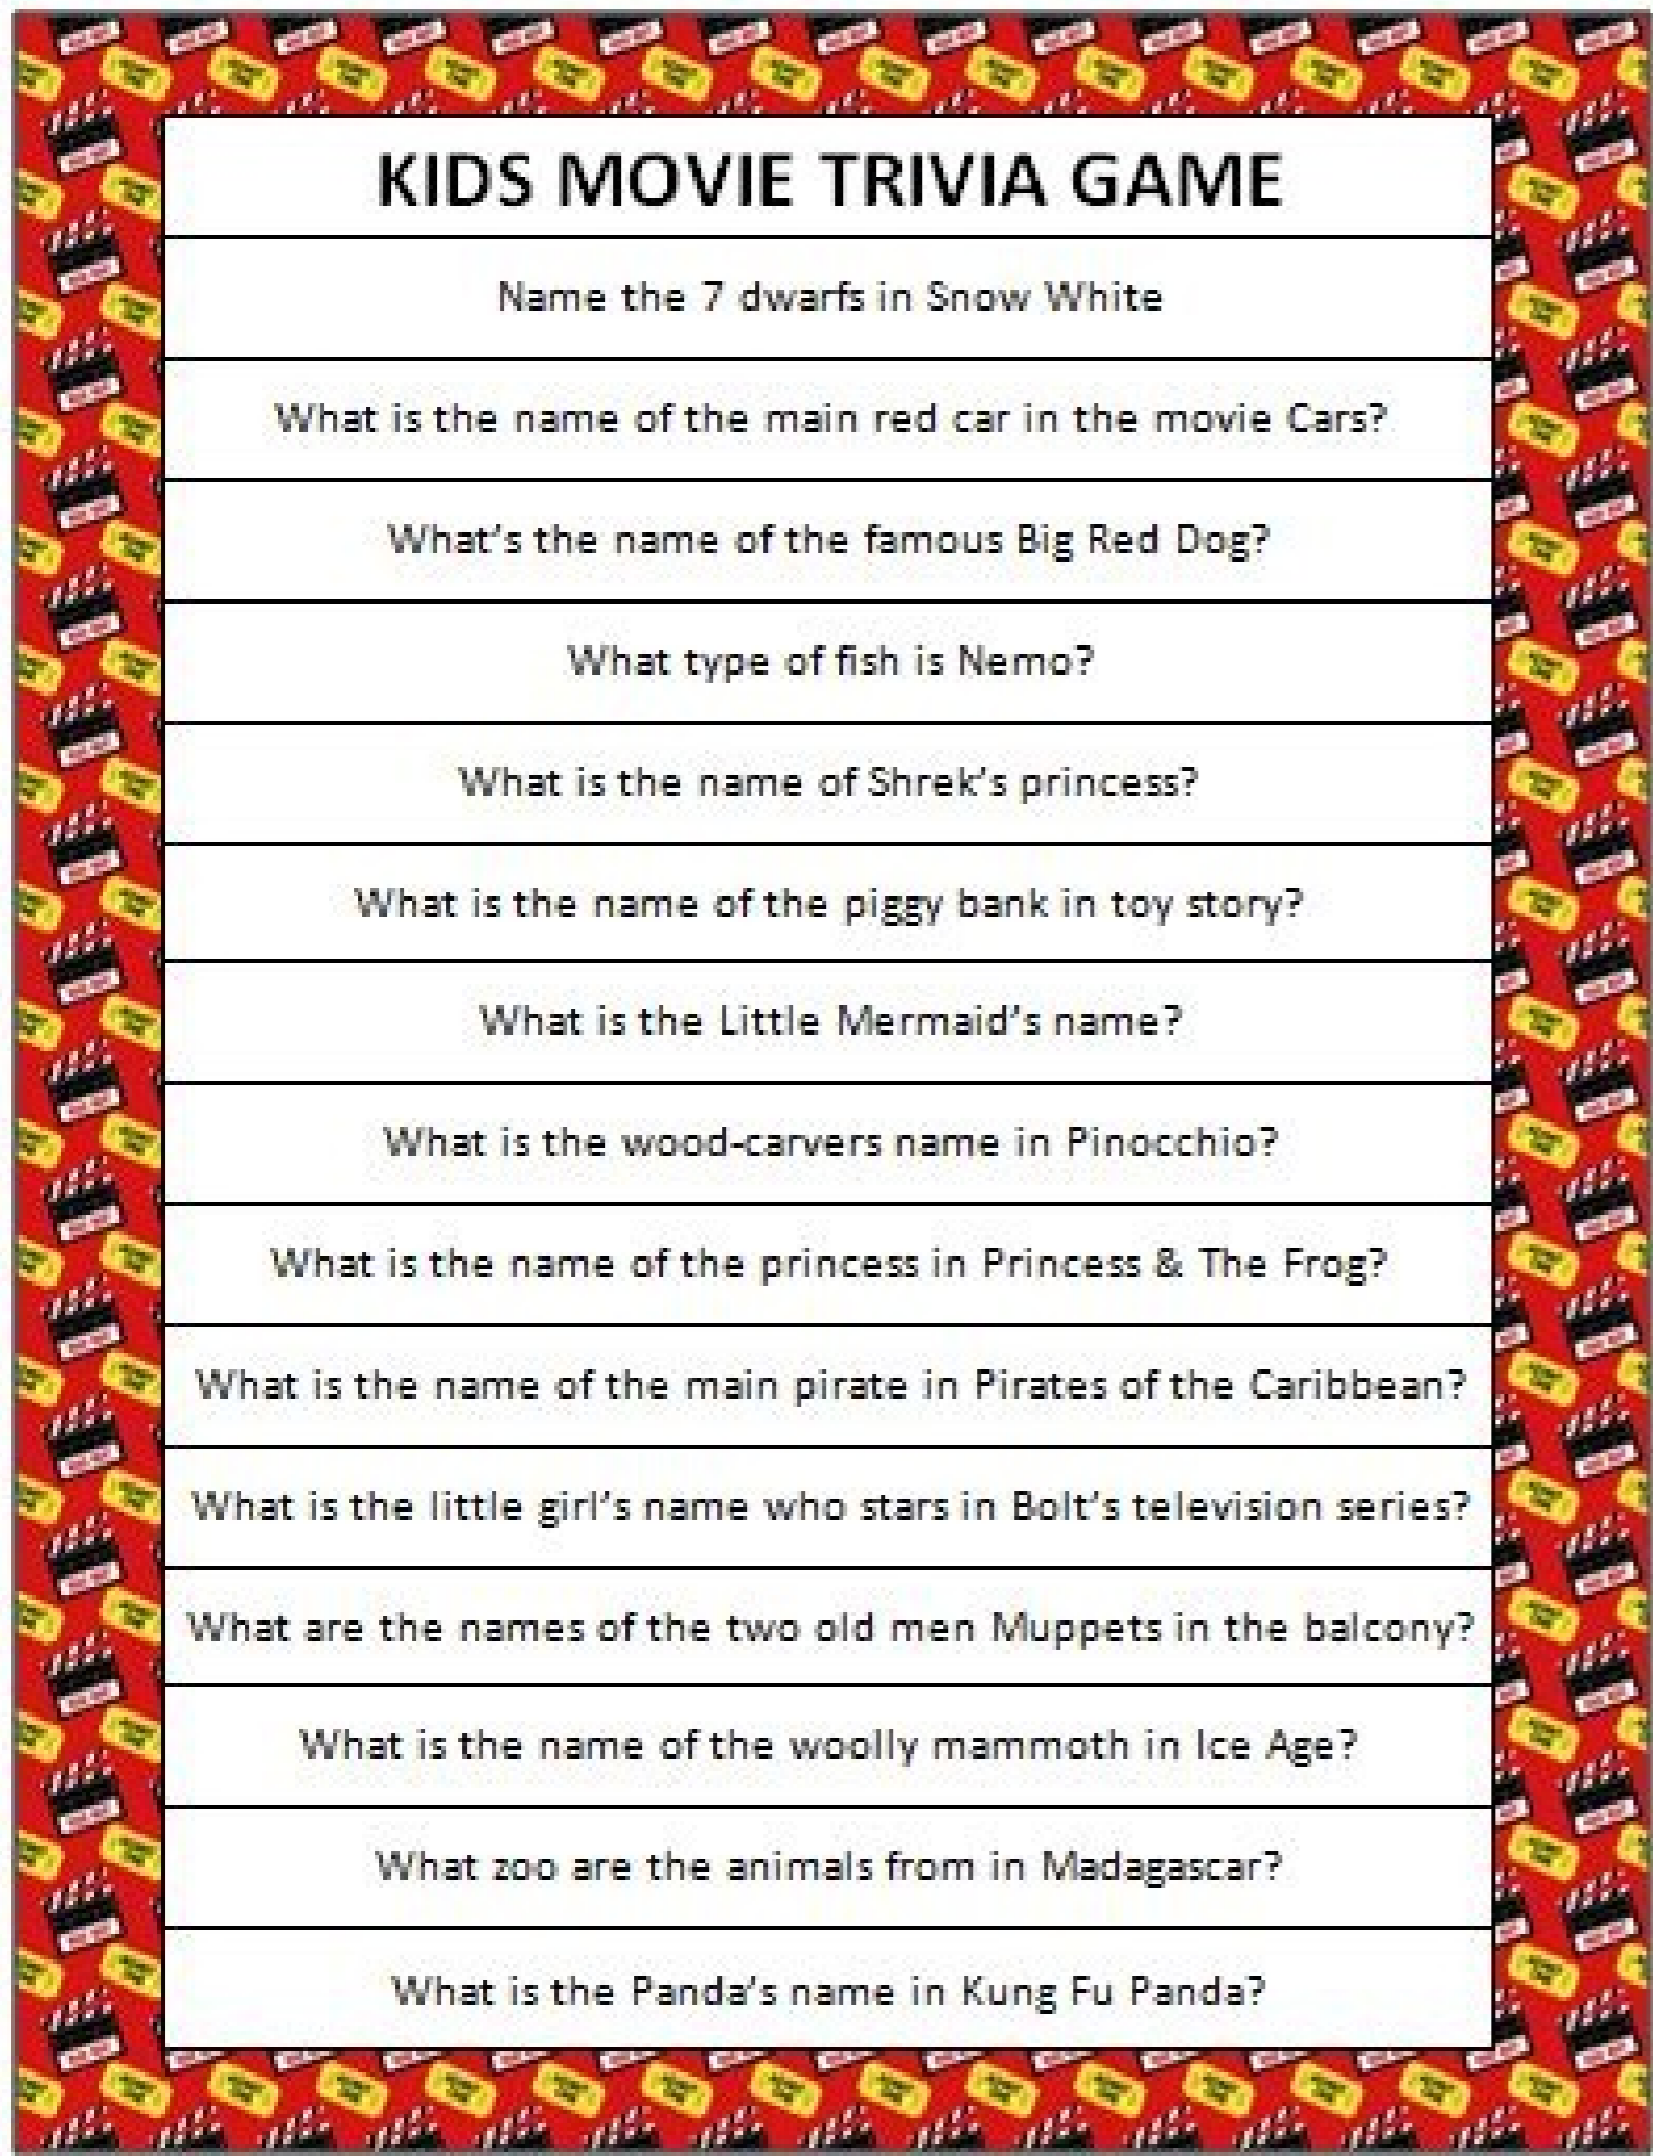 KIDS MOVIE TRIVIA GAME
Name the 7 dwarfs in Snow White
What is the name of the main red car in the movie Cars?
What's the name of the famous Big Red Dog?
What type of fish is Nemo?
What is the name of Shrek's princess?
What is the name of the piggy bank in toy story?
What is the Little Mermaid's name?
What is the wood-carvers name in Pinocchio?
What is the name of the princess in Princess & The Frog?
What is the name of the main pirate in Pirates of the Caribbean?
What is the little girl's name who stars in Bolt's television series?
What are the names of the two old men Muppets in the balcony?
What is the name of the woolly mammoth in Ice Age?
What zoo are the animals from in Madagascar?
What is the Panda's name in Kung Fu Panda?